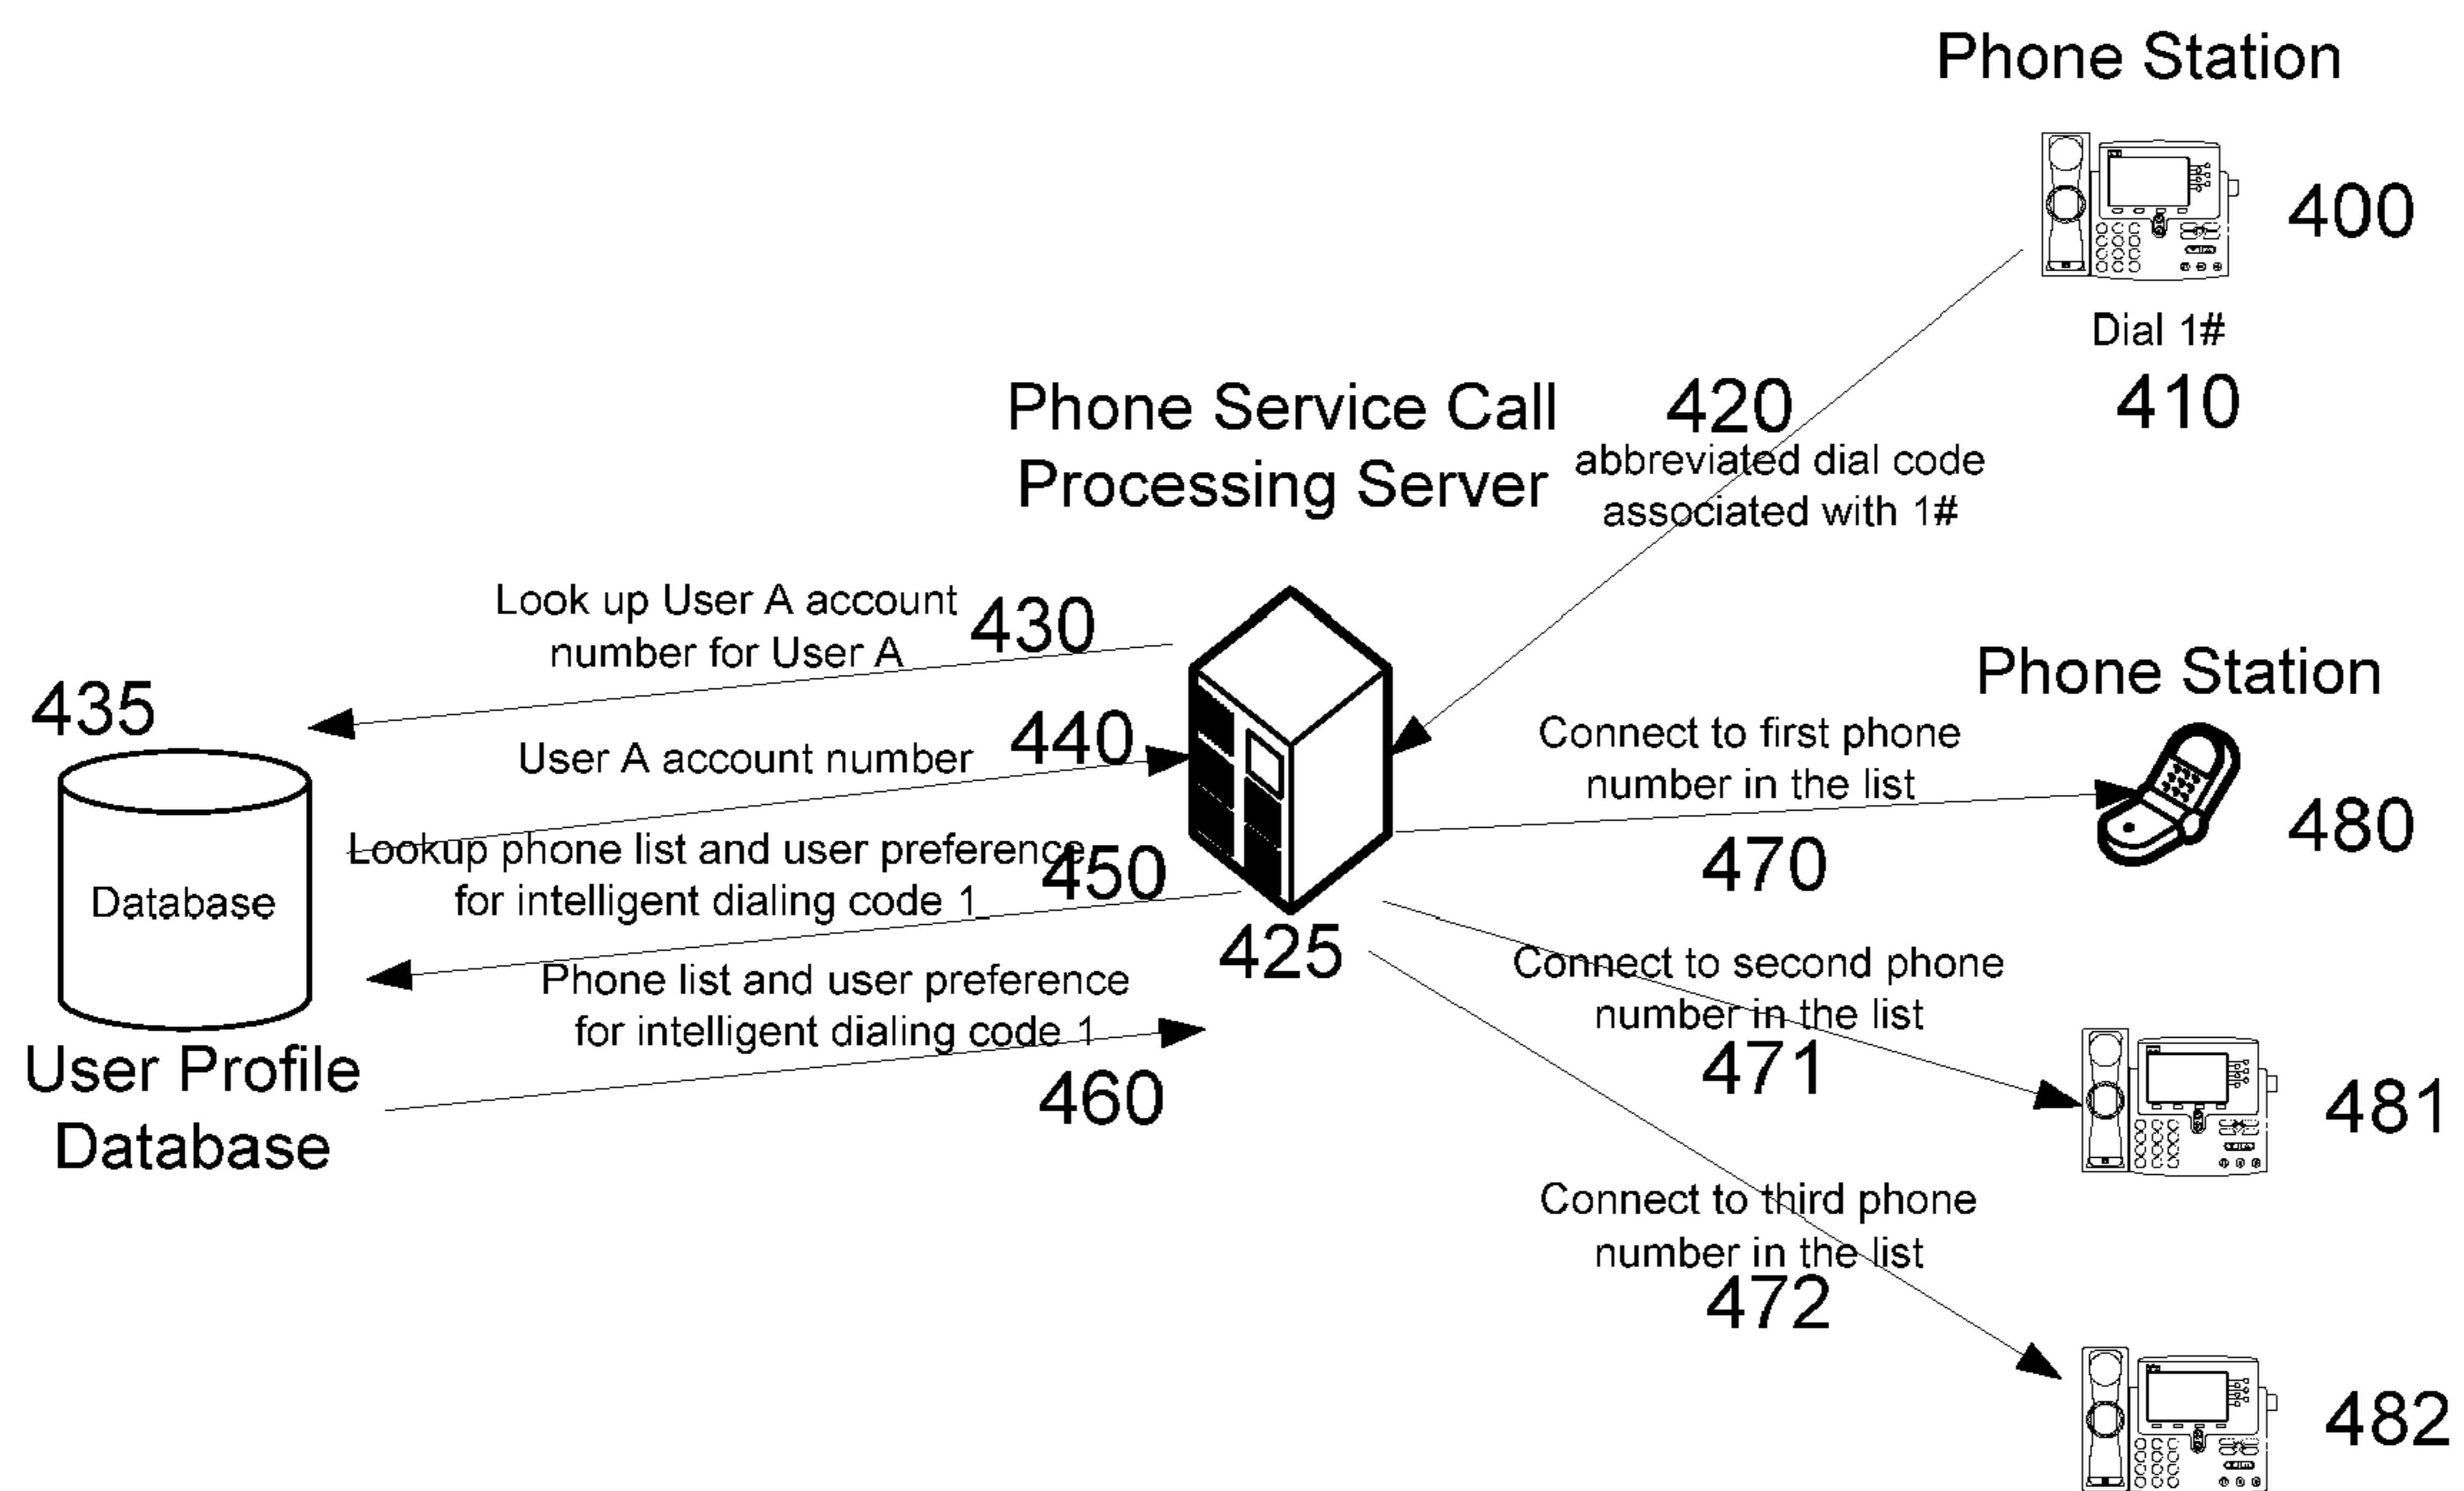 Phone Station
400
Dial 1#
410
Phone Service Call
Processing Server
420
abbreviated dial code
associated with 1#
Look up User A account
number for User A
430
435
User A account number
440
Lookup phone list and user preference
for intelligent dialing code 1
450
Database
Phone list and user preference
for intelligent dialing code 1
460
User Profile
Database
425
Phone Station
Connect to first phone
number in the list
470
480
Connect to second phone
number in the list
471
481
Connect to third phone
number in the list
472
482